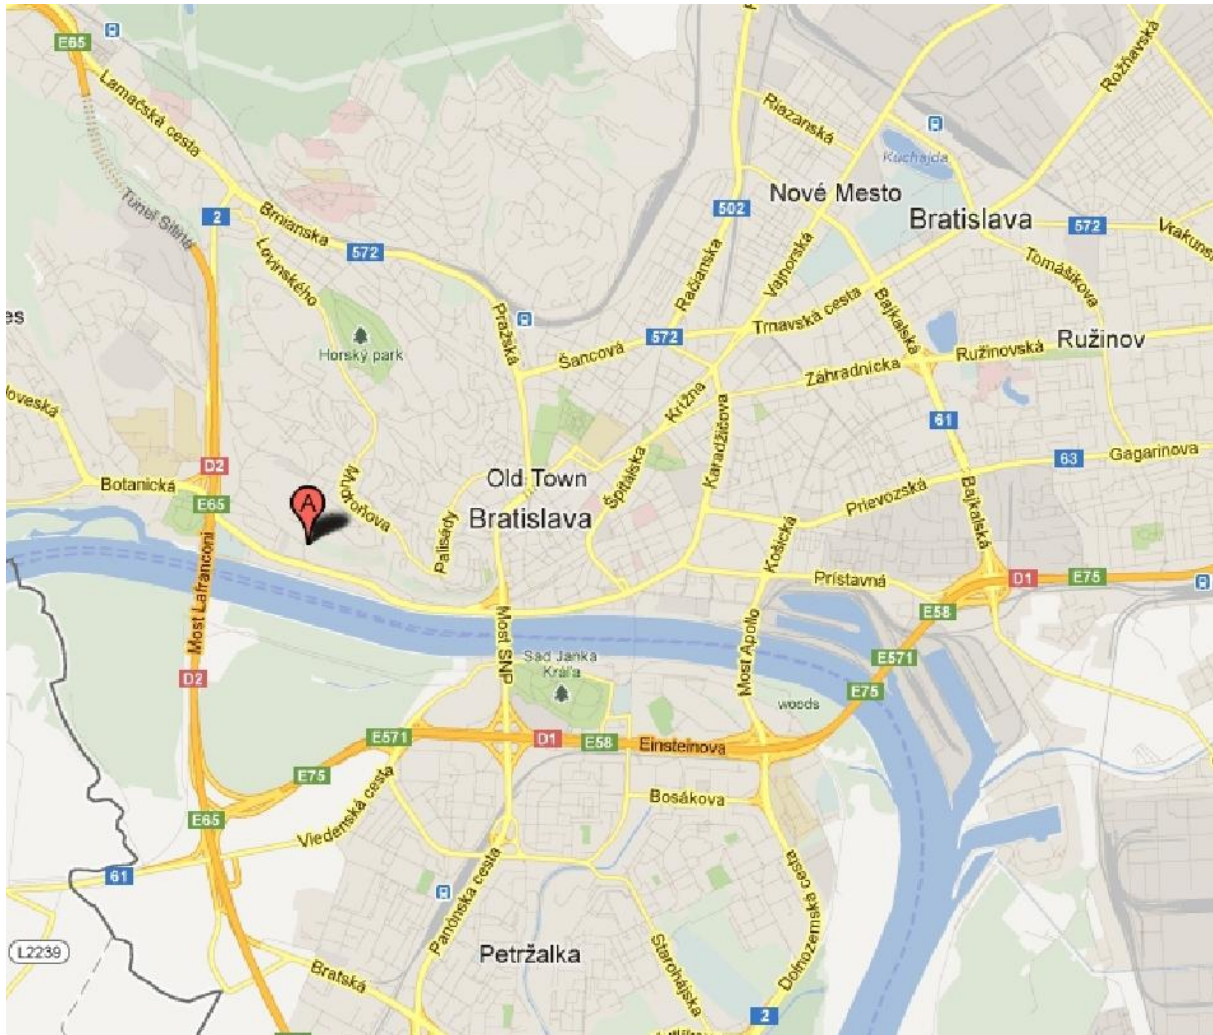 E65
Lamačská cesta
Riazanská
Rožňavská
Kuchajda
Tunel Sitina
2
Brnianska
572
Lovinského
502
Nové Mesto
Bratislava
572
Vrakuns
Tomášikova
Račianska
Vajnorská
Pražská
Horský park
es
Šancová
572
Trnavská cesta
Bajkalská
Ružinov
Ružinovská
Záhradnícka
Krížna
Karadžičova
61
loveská
Botanická
D2
E65
A
Mudroňova
Palisády
Old Town
Bratislava
Špitálska
63
Gagarinova
Prievozská
Bajkalská
Košická
Prístavná
D1
E75
E58
Most Lafranconi
Most SNP
Sad Janka
Kráľa
Most Apollo
E571
E75
woods
D2
E571
D1
E58
Einsteinova
E75
Bosákova
E65
Viedenská cesta
61
Panónska cesta
Dolnozemská cesta
L2239
Petržalka
Starohájska
Bratská
2